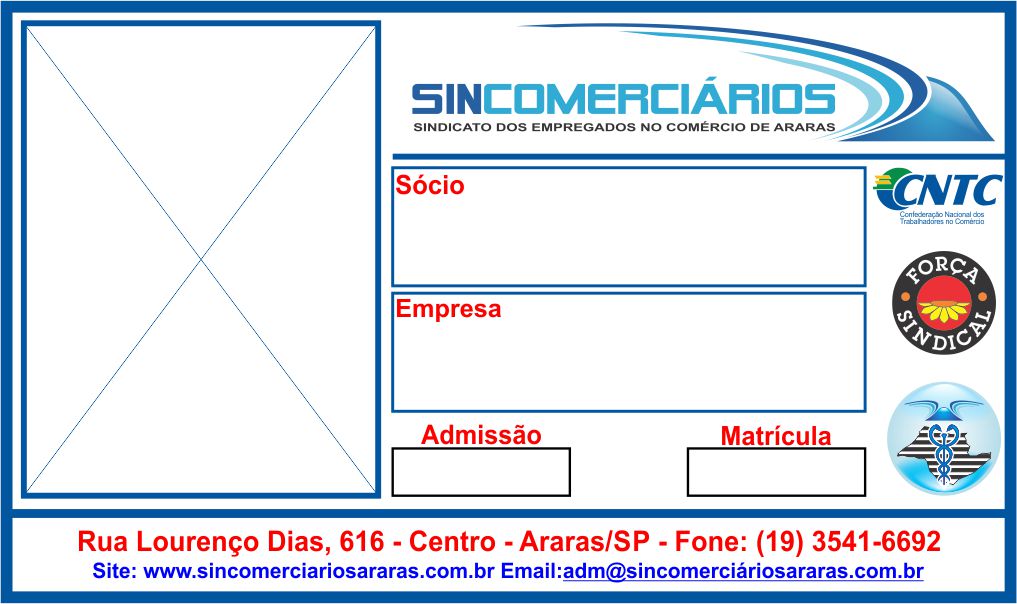 SINCOMERCIÁRIOS
SINDICATO DOS EMPREGADOS NO COMÉRCIO DE ARARAS
Sócio
CNTC
Confederação Nacional dos
Trabalhadores no Comércio
FORÇA
SINDICAL
Empresa
Admissão
Matrícula
Rua Lourenço Dias, 616 - Centro - Araras/SP - Fone: (19) 3541-6692
Site: www.sincomerciariosararas.com.br Email:adm@sincomerciáriosararas.com.br